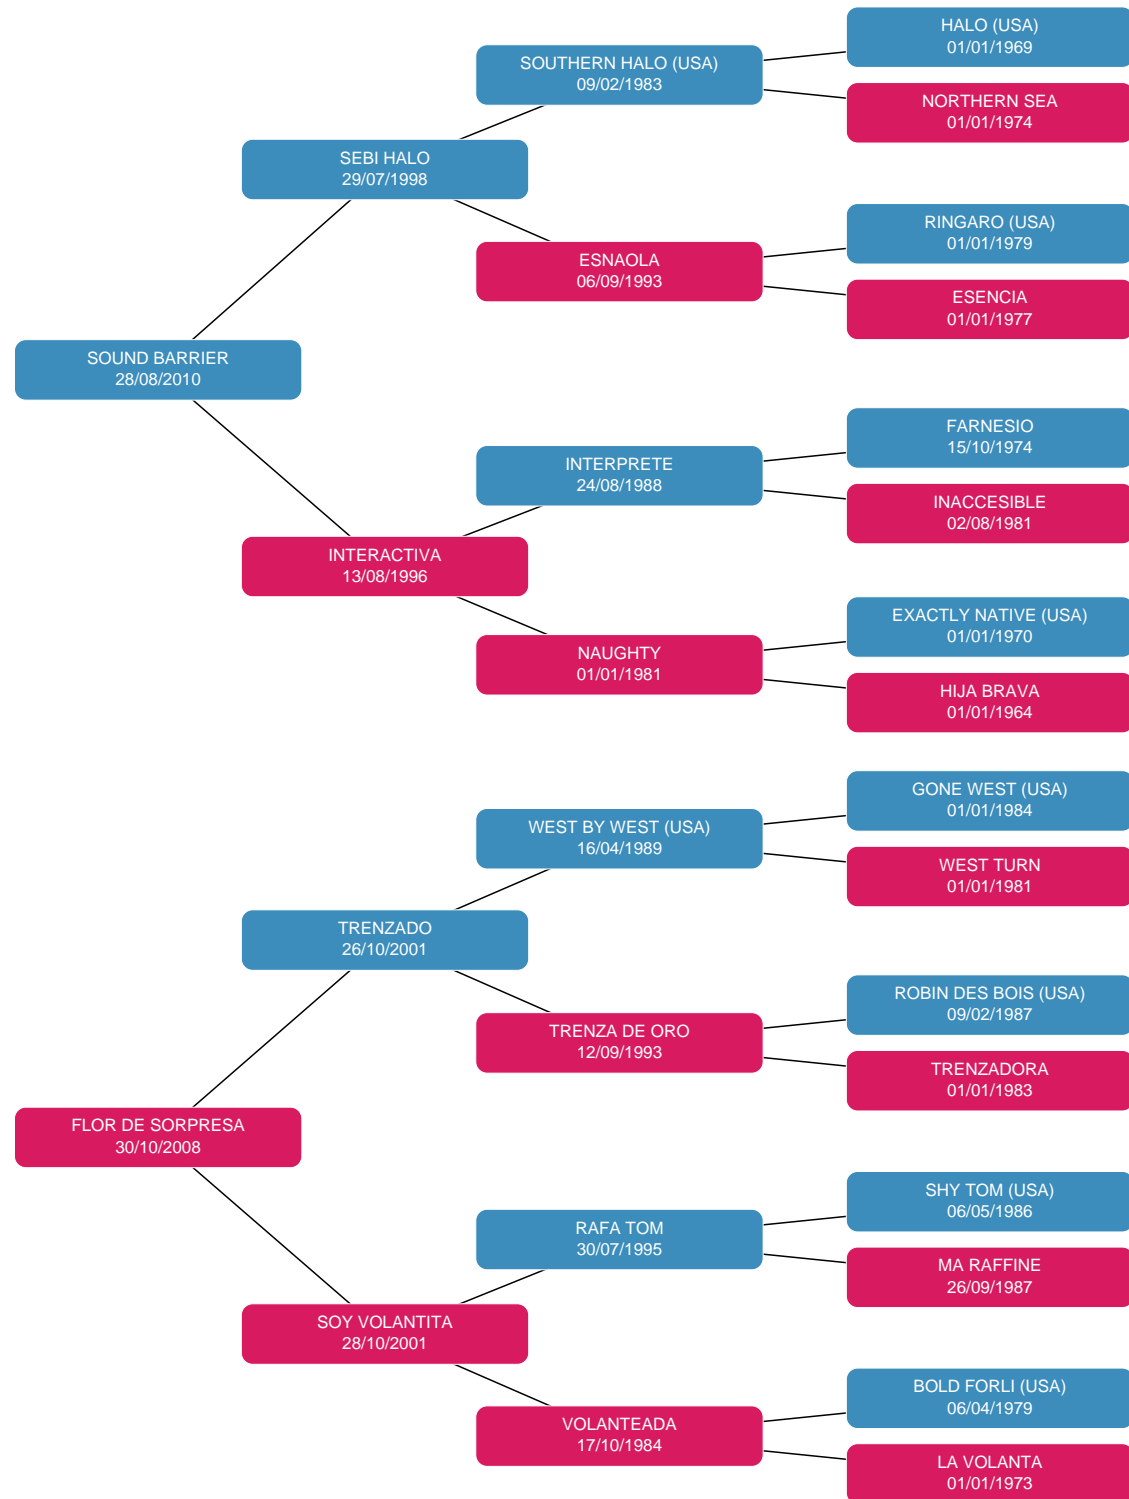 HALO (USA)
01/01/1969
SOUTHERN HALO (USA)
09/02/1983
NORTHERN SEA
01/01/1974
SEBI HALO
29/07/1998
RINGARO (USA)
01/01/1979
ESNAOLA
06/09/1993
ESENCIA
01/01/1977
SOUND BARRIER
28/08/2010
FARNESIO
15/10/1974
INTERPRETE
24/08/1988
INACCESIBLE
02/08/1981
INTERACTIVA
13/08/1996
EXACTLY NATIVE (USA)
01/01/1970
NAUGHTY
01/01/1981
HIJA BRAVA
01/01/1964
GONE WEST (USA)
01/01/1984
WEST BY WEST (USA)
16/04/1989
WEST TURN
01/01/1981
TRENZADO
26/10/2001
ROBIN DES BOIS (USA)
09/02/1987
TRENZA DE ORO
12/09/1993
TRENZADORA
01/01/1983
FLOR DE SORPRESA
30/10/2008
SHY TOM (USA)
06/05/1986
RAFA TOM
30/07/1995
MA RAFFINE
26/09/1987
SOY VOLANTITA
28/10/2001
BOLD FORLI (USA)
06/04/1979
VOLANTEADA
17/10/1984
LA VOLANTA
01/01/1973